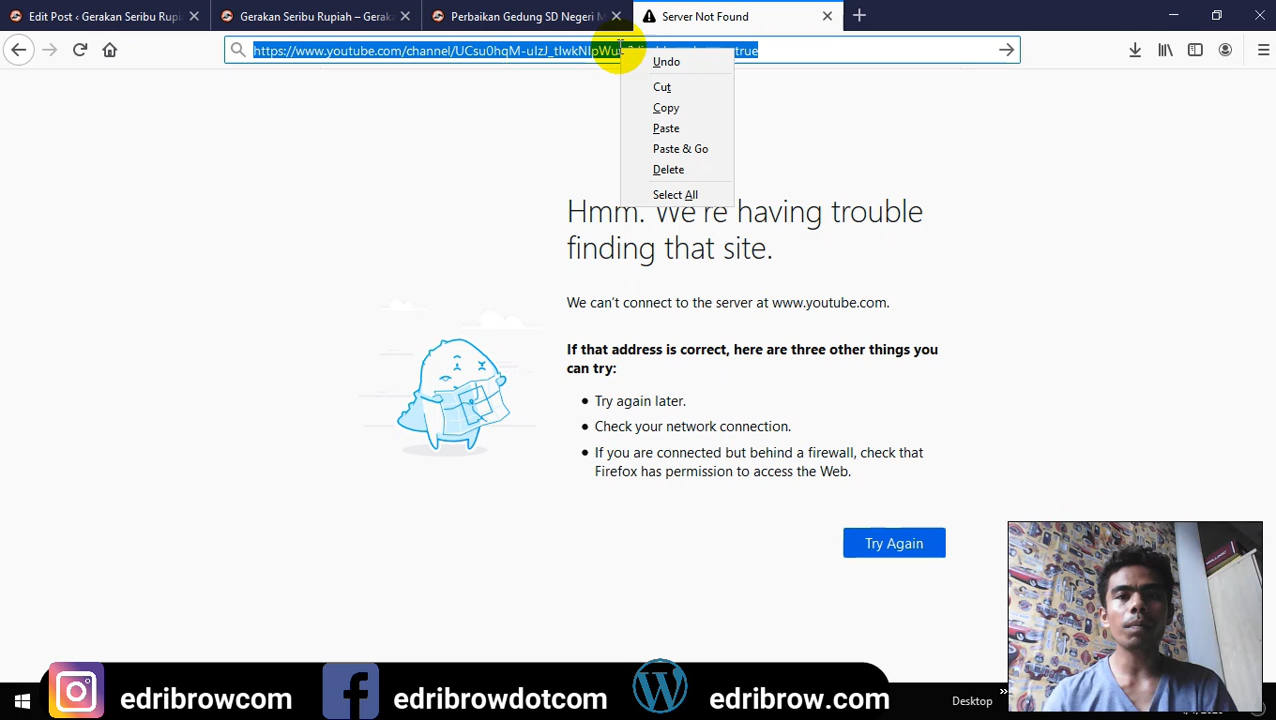 Edit Post ‹ Gerakan Seribu Rupi
Gerakan Seribu Rupiah – Gerak
Perbaikan Gedung SD Negeri M
Server Not Found
https://www.youtube.com/channel/
true
Undo
Cut
Copy
Paste
Paste & Go
Delete
Select All
Hmm. We're having trouble
finding that site.
We can't connect to the server at www.youtube.com.
If that address is correct, here are three other things you
can try:
Try again later.
Check your network connection.
If you are connected but behind a firewall, check that
Firefox has permission to access the Web.
Try Again
edribrowcom
edribrowdotcom
edribrow.com
Desktop